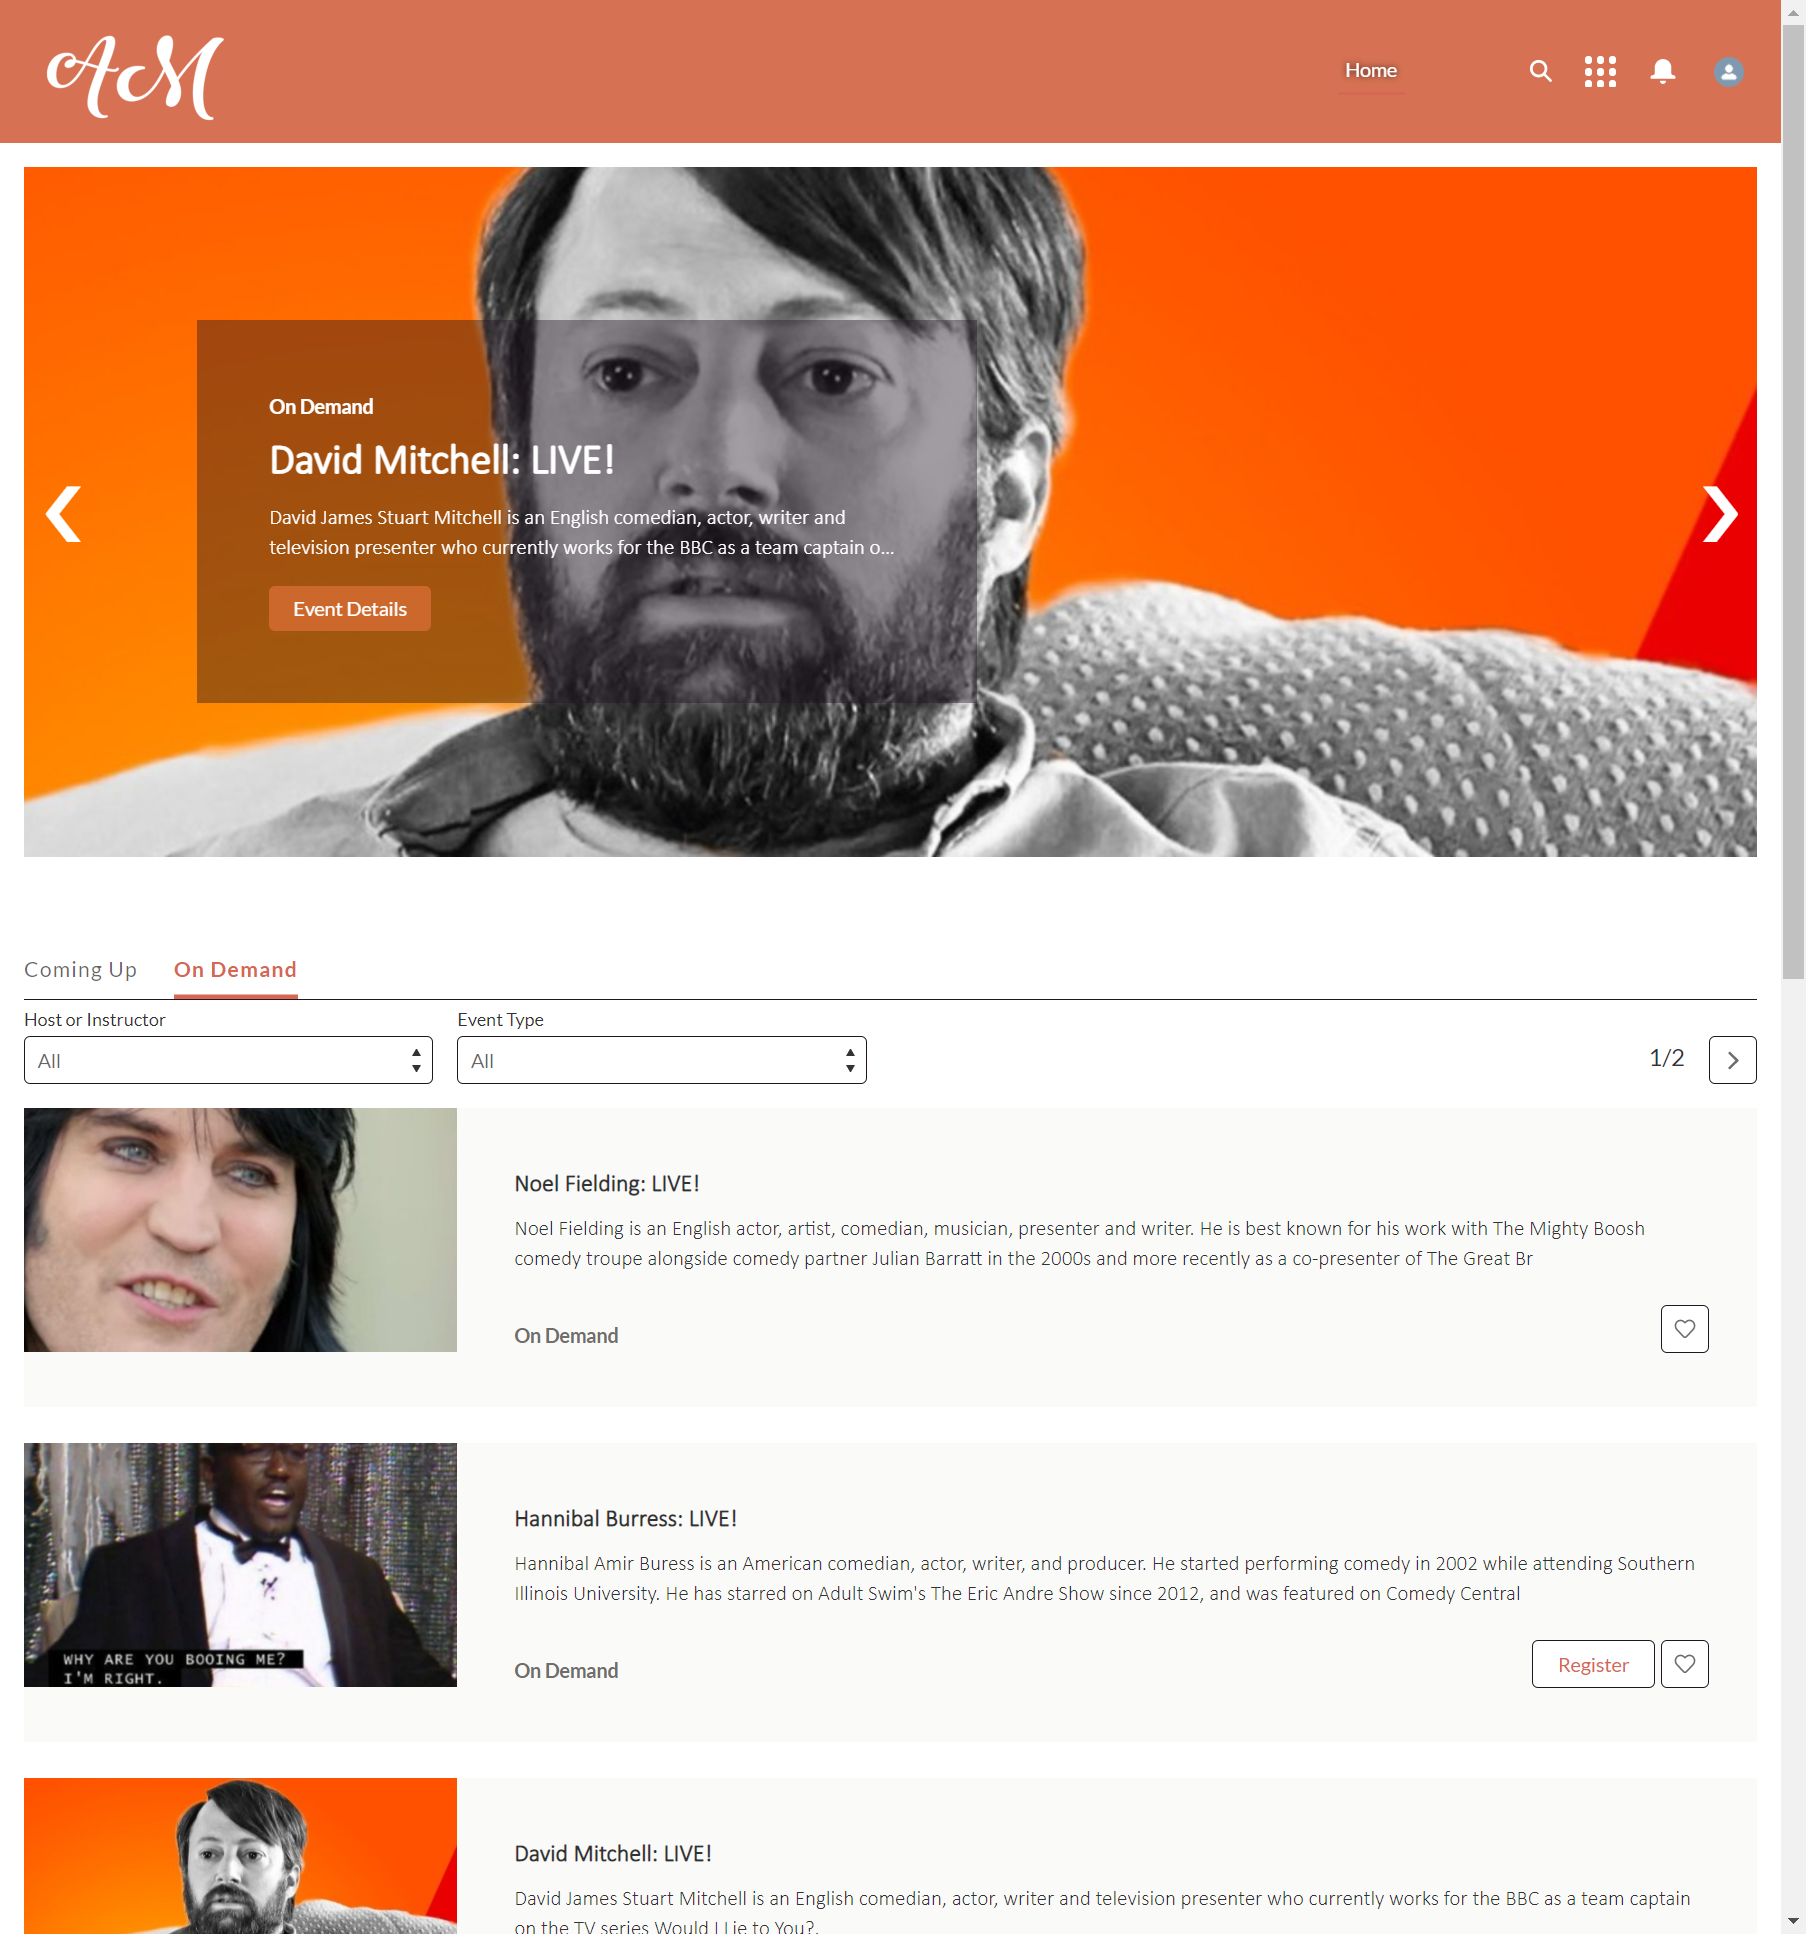 AcM
Home
On Demand
David Mitchell: LIVE!
David James Stuart Mitchell is an English comedian, actor, writer and
television presenter who currently works for the BBC as a team captain o...
Event Details
Coming Up
On Demand
Host or Instructor
Event Type
All
All
1/2
Noel Fielding: LIVE!
Noel Fielding is an English actor, artist, comedian, musician, presenter and writer. He is best known for his work with The Mighty Boosh
comedy troupe alongside comedy partner Julian Barratt in the 2000s and more recently as a co-presenter of The Great Br
On Demand
WHY ARE YOU BOOING ME?
I'M RIGHT.
Hannibal Burress: LIVE!
Hannibal Amir Buress is an American comedian, actor, writer, and producer. He started performing comedy in 2002 while attending Southern
Illinois University. He has starred on Adult Swim's The Eric Andre Show since 2012, and was featured on Comedy Central
On Demand
Register
David Mitchell: LIVE!
David James Stuart Mitchell is an English comedian, actor, writer and television presenter who currently works for the BBC as a team captain
on the TV series Would I Lie to You?.